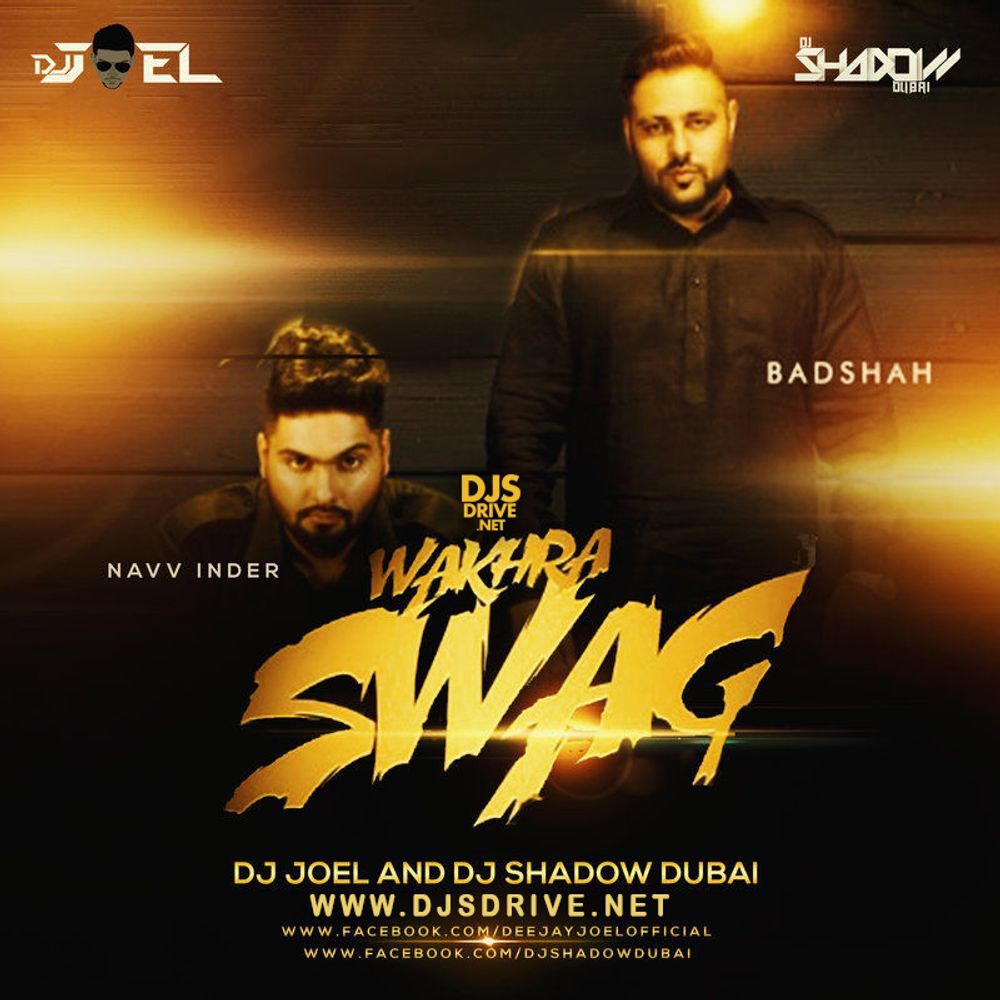 DJ JOEL
DJ
SHADOW
DUBAI
BADSHAH
DJS
DRIVE
.NET
NAVV INDER
WAKHRA
SWAG
DJ JOEL AND DJ SHADOW DUBAI
WWW.DJSDRIVE.NET
WWW.FACEBOOK.COM/DEEJAYJOELOFFICIAL
WWW.FACEBOOK.COM/DJSHADOWDUBAI